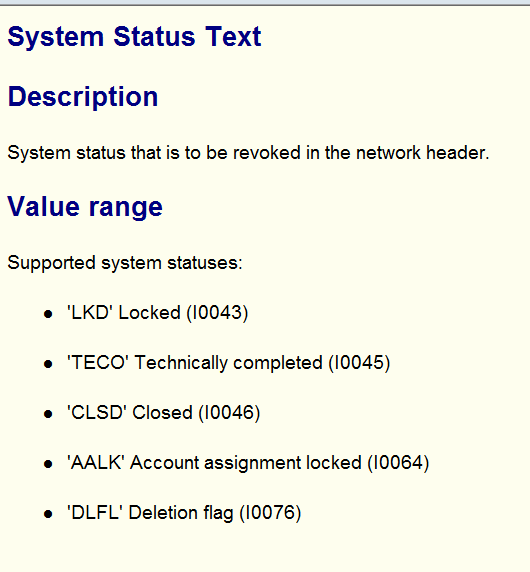 System Status Text
Description
System status that is to be revoked in the network header.
Value range
Supported system statuses:
● 'LKD' Locked (I0043)
● 'TECO' Technically completed (I0045)
● 'CLSD' Closed (I0046)
● 'AALK' Account assignment locked (I0064)
● 'DLFL' Deletion flag (I0076)